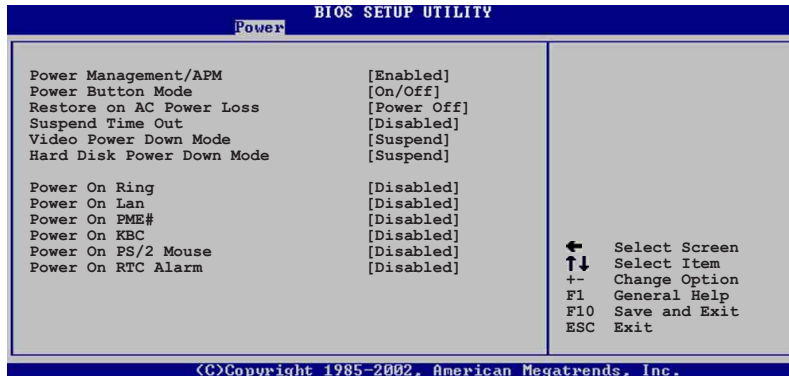 BIOS SETUP UTILITY
Power
Power Management/APM [Enabled]
Power Button Mode [On/Off]
Restore on AC Power Loss [Power Off]
Suspend Time Out [Disabled]
Video Power Down Mode [Suspend]
Hard Disk Power Down Mode [Suspend]
Power On Ring [Disabled]
Power On Lan [Disabled]
Power On PME# [Disabled]
Power On KBC [Disabled]
Power On PS/2 Mouse [Disabled]
Power On RTC Alarm [Disabled]
← Select Screen
↑↓ Select Item
+- Change Option
F1 General Help
F10 Save and Exit
ESC Exit
(C)Copyright 1985-2002, American Megatrends, Inc.